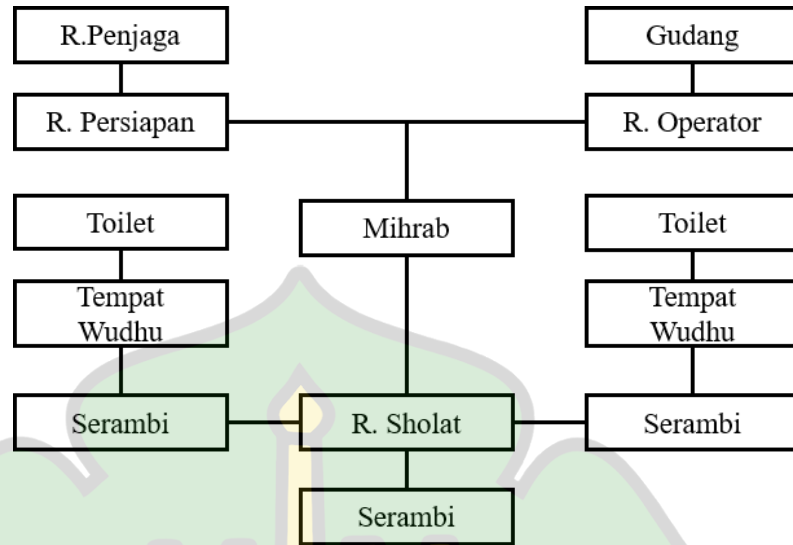 R.Penjaga
Gudang
R. Persiapan
R. Operator
Toilet
Mihrab
Toilet
Tempat
Wudhu
Tempat
Wudhu
Serambi
R. Sholat
Serambi
Serambi